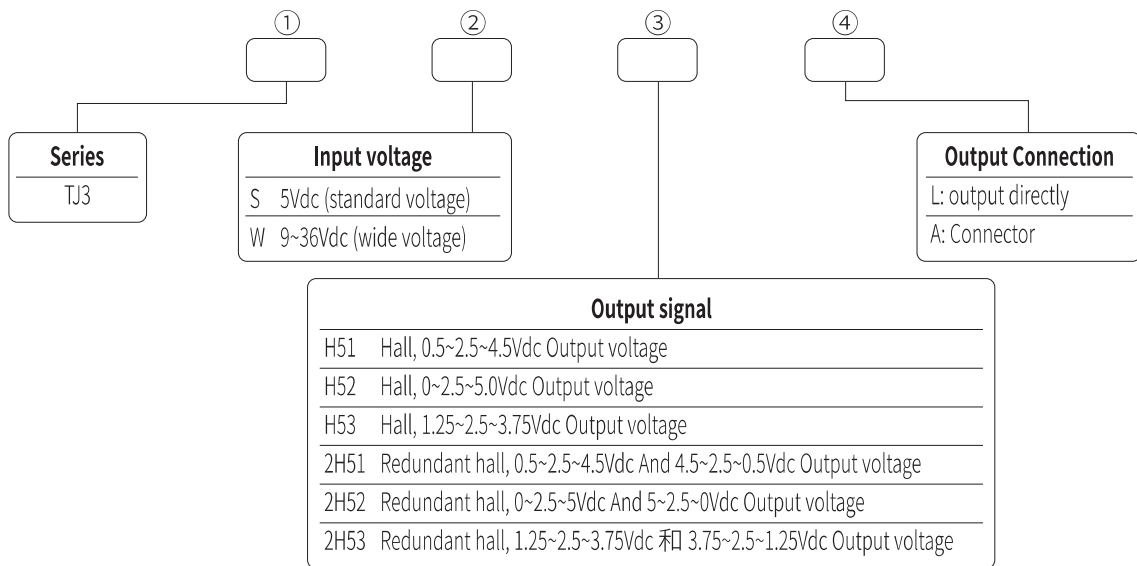 ① ② ③ ④
Series
TJ3
Input voltage
S 5Vdc (standard voltage)
W 9~36Vdc (wide voltage)
Output Connection
L: output directly
A: Connector
Output signal
H51 Hall, 0.5~2.5~4.5Vdc Output voltage
H52 Hall, 0~2.5~5.0Vdc Output voltage
H53 Hall, 1.25~2.5~3.75Vdc Output voltage
2H51 Redundant hall, 0.5~2.5~4.5Vdc And 4.5~2.5~0.5Vdc Output voltage
2H52 Redundant hall, 0~2.5~5Vdc And 5~2.5~0Vdc Output voltage
2H53 Redundant hall, 1.25~2.5~3.75Vdc 和 3.75~2.5~1.25Vdc Output voltage